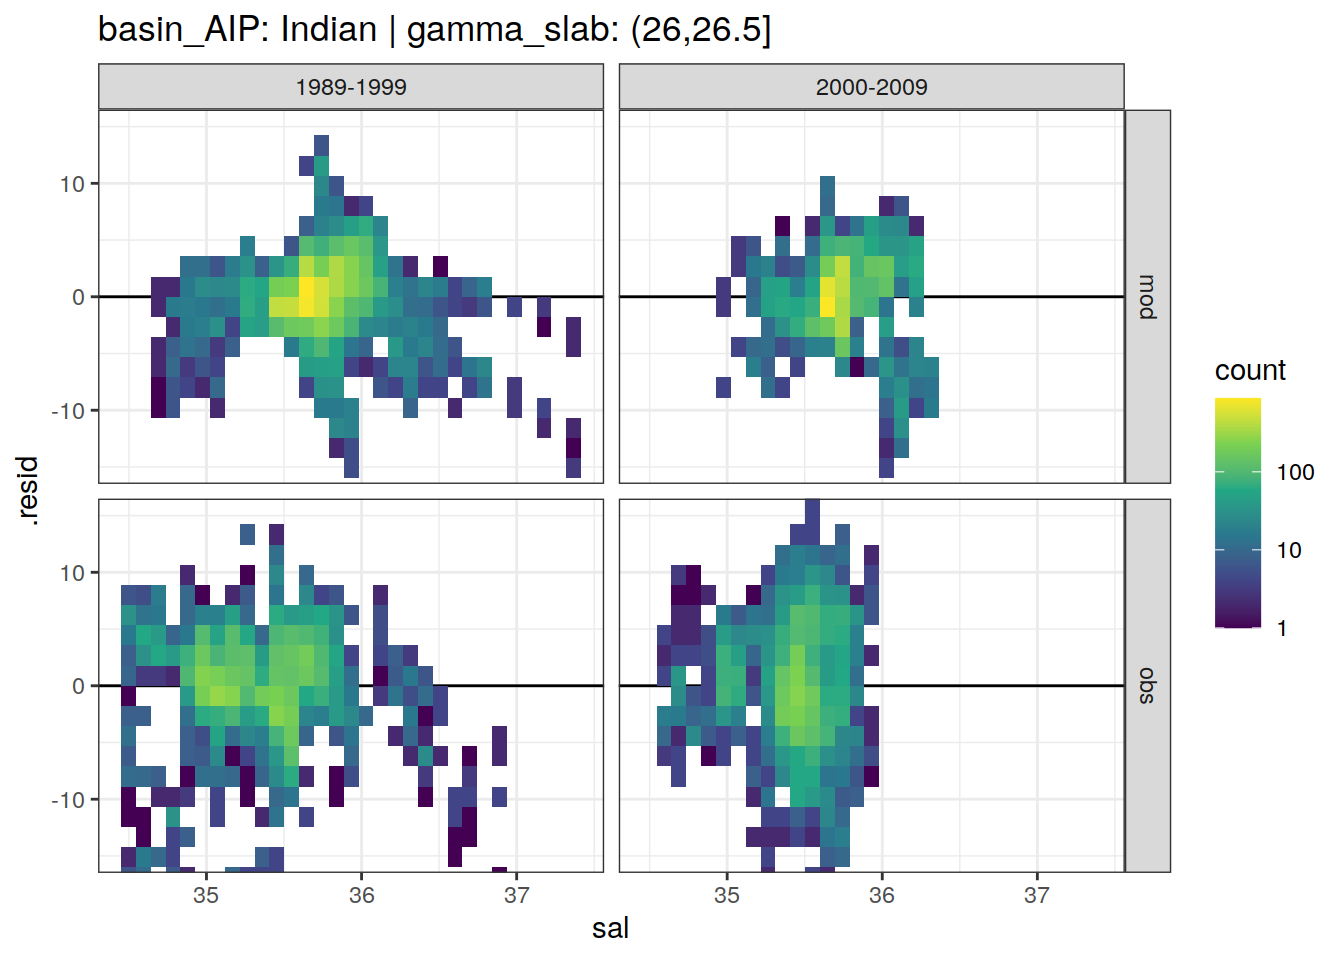 basin_AIP: Indian | gamma_slab: (26,26.5]
1989-1999
2000-2009
10
0
-10
mod
10
0
-10
obs
.resid
35
36
37
35
36
37
sal
count
100
10
1